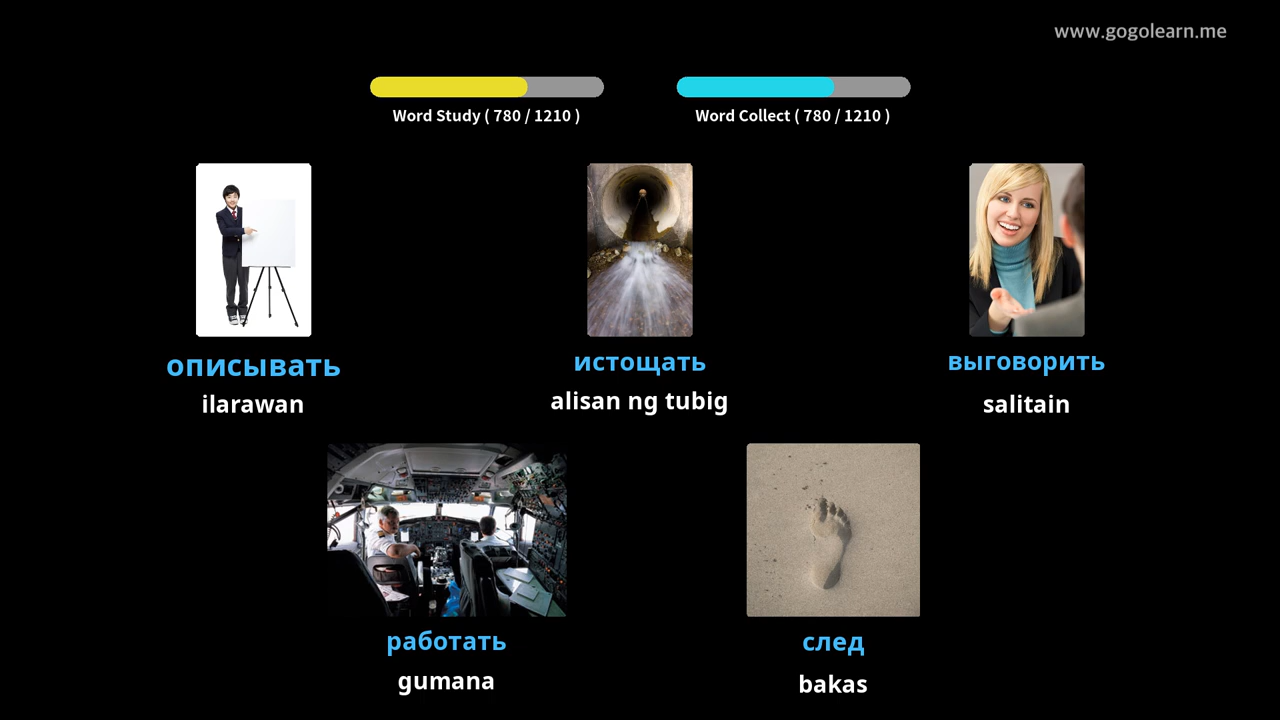 www.gogolearn.me
Word Study ( 780 / 1210 )
Word Collect ( 780 / 1210 )
описывать
ilarawan
истощать
alisan ng tubig
выговорить
salitain
работать
gumana
след
bakas